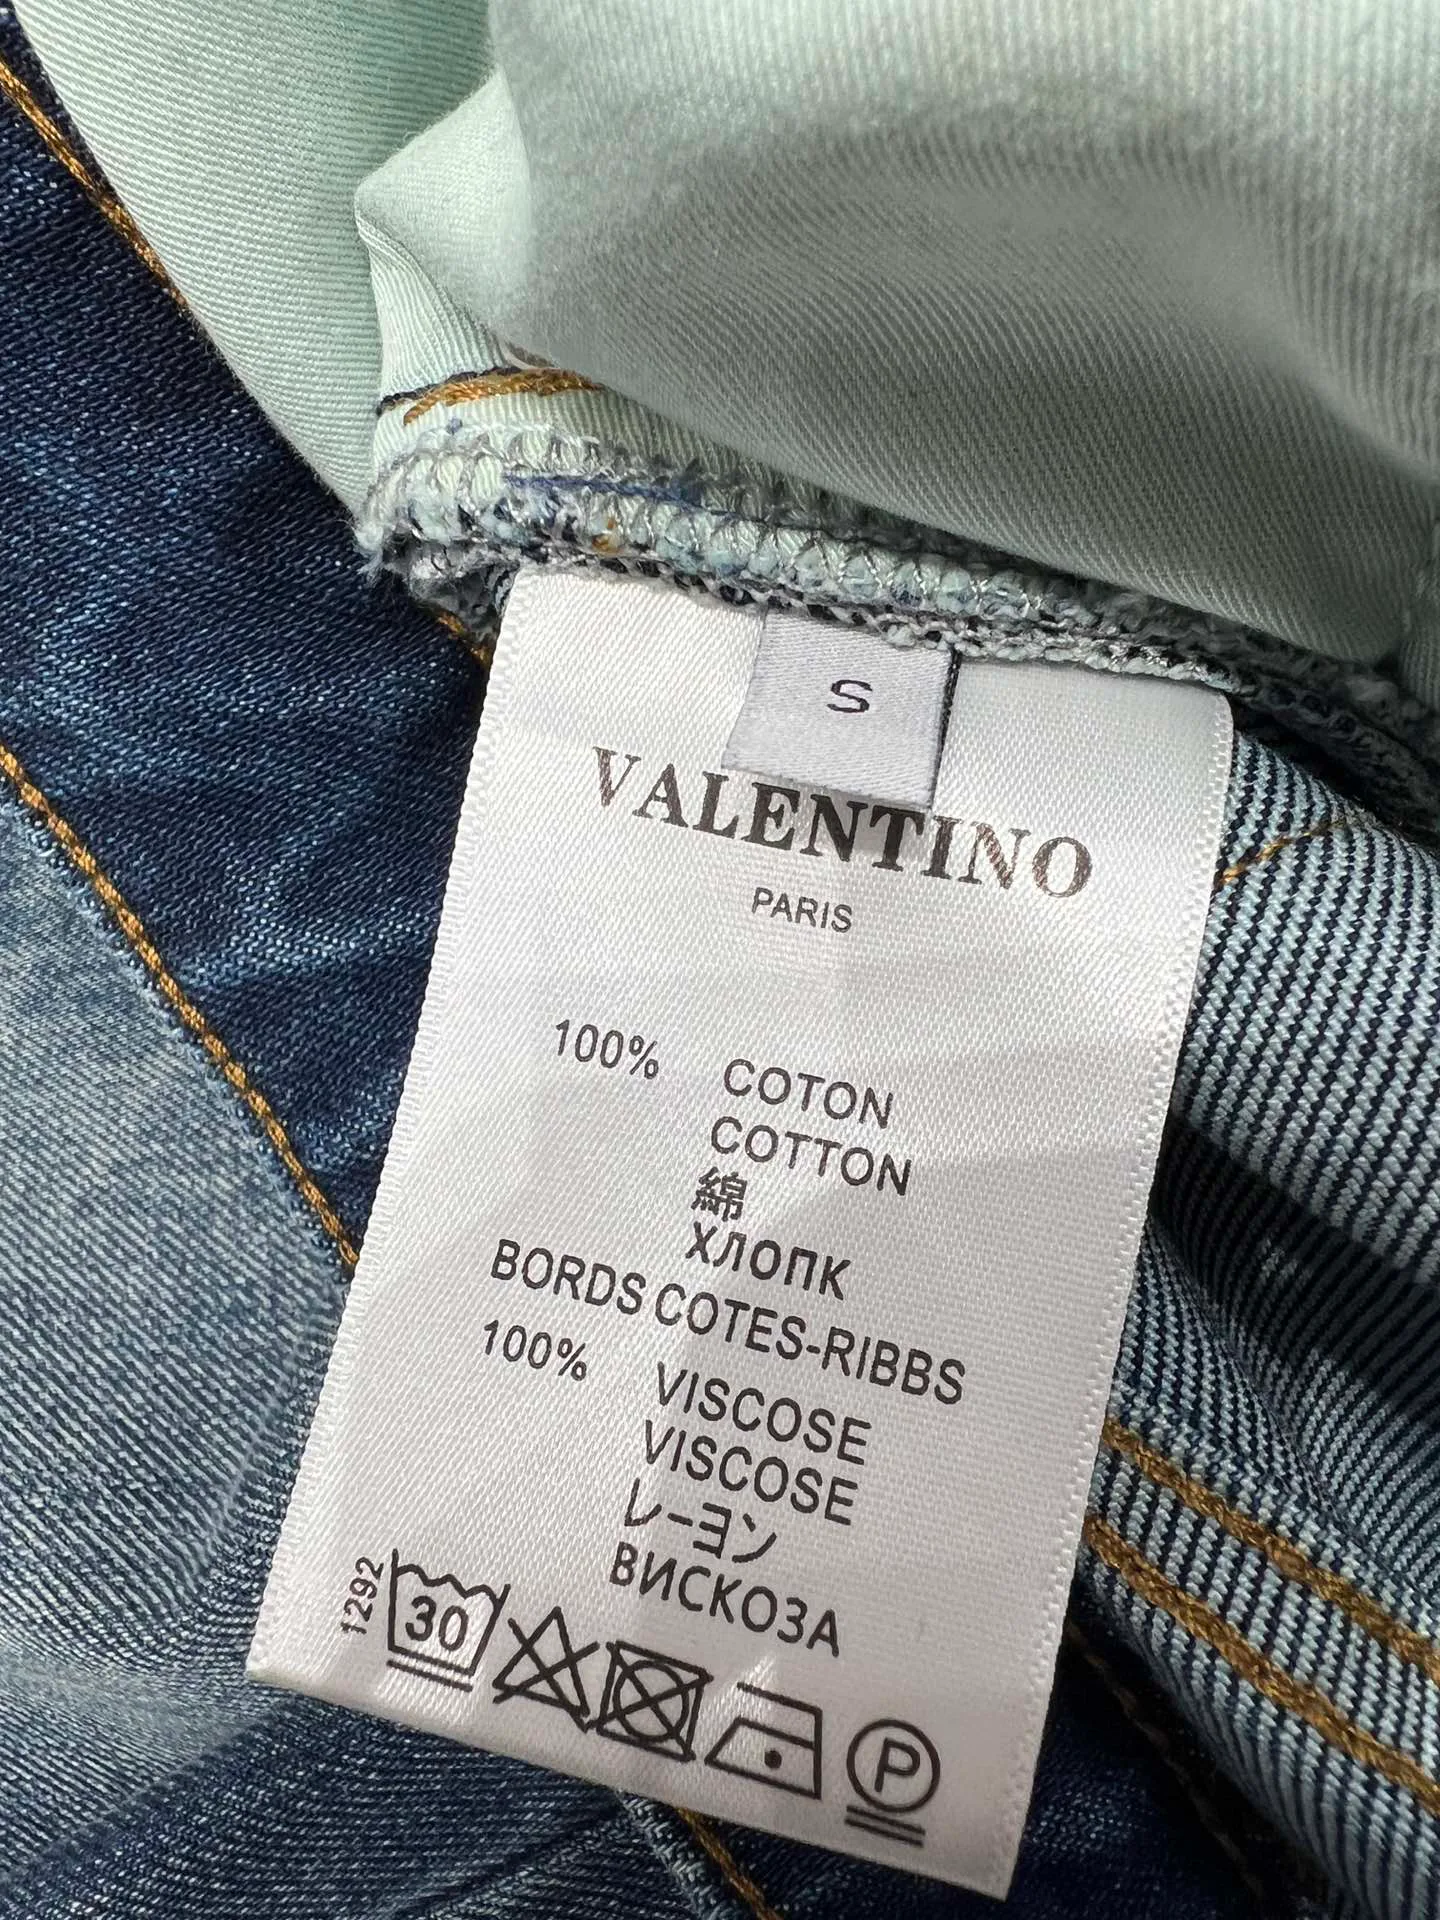 S
VALENTINO
PARIS
100% COTON
COTTON
綿
ХЛОПК
BORDS COTES-RIBBS
100% VISCOSE
VISCOSE
レーヨン
ВИСКОЗА
1292
30
P